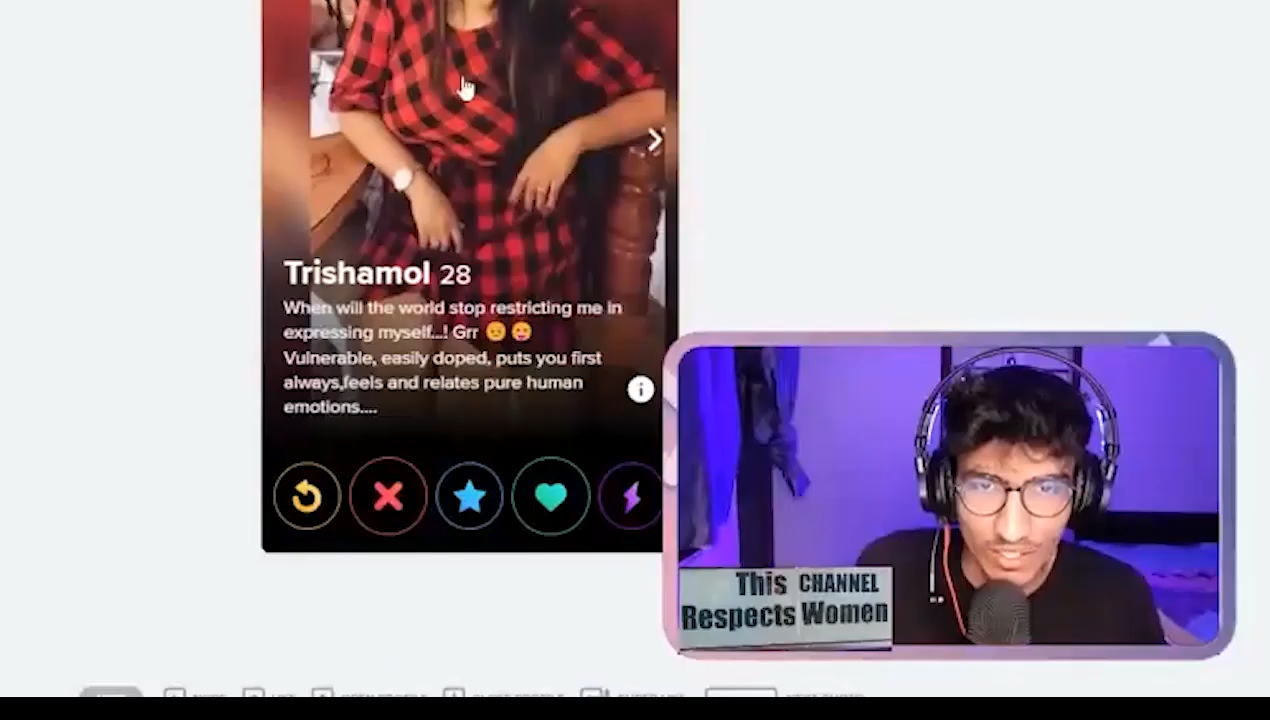 Trishamol 28
When will the world stop restricting me in
expressing myself...! Grr 😣😜
Vulnerable, easily doped, puts you first
always,feels and relates pure human
emotions....
This CHANNEL
Respects Women